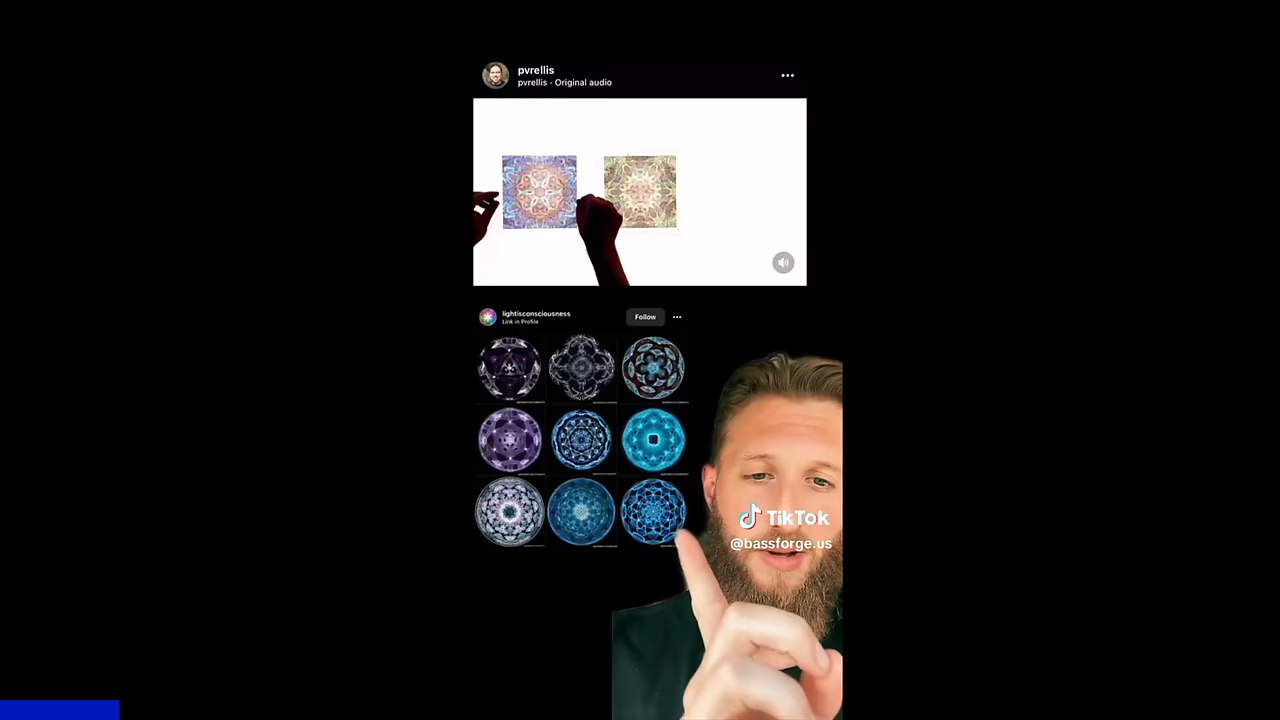 pvrellis
pvrellis · Original audio
lightisconsciousness
Link in Profile
Follow
TikTok
@bassforge.us